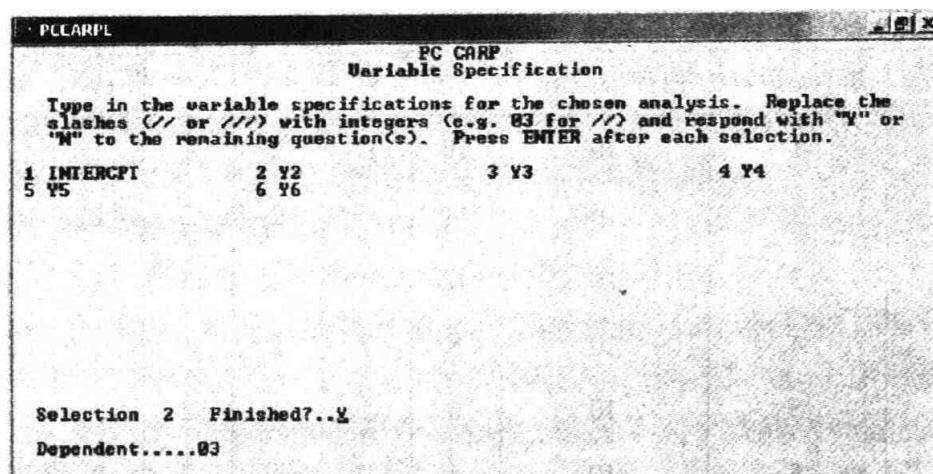 PCCARPL
PC CARP
Variable Specification
Type in the variable specifications for the chosen analysis. Replace the
slashes (// or ///) with integers (e.g. 03 for //) and respond with "Y" or
"N" to the remaining question(s). Press ENTER after each selection.
1 INTERCPT 2 Y2 3 Y3 4 Y4
5 Y5 6 Y6
Selection 2 Finished?..Y
Dependent.....03